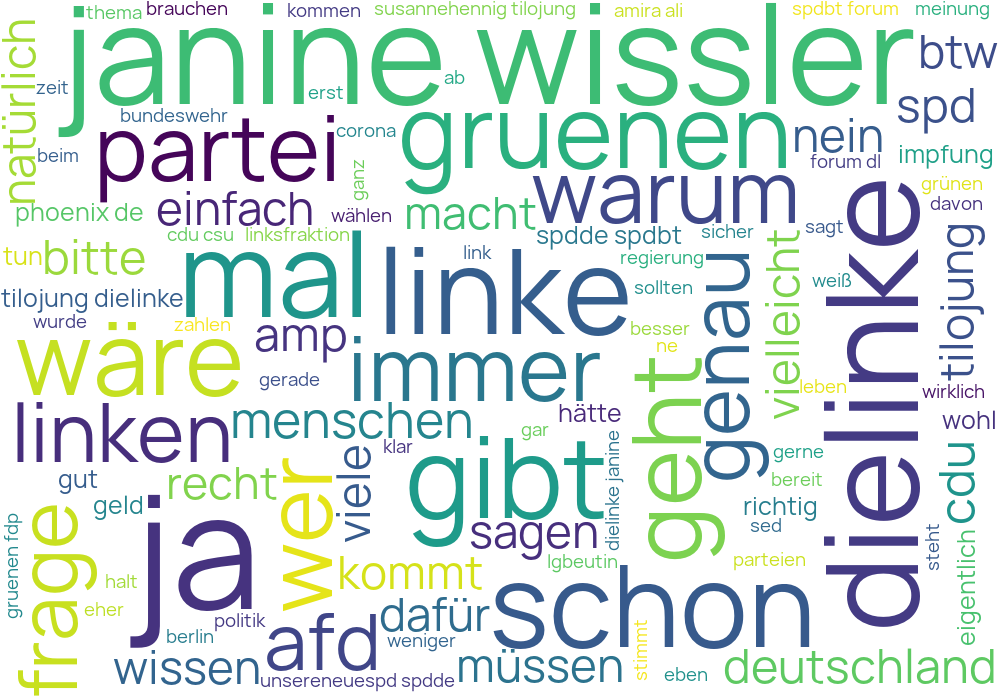 thema
brauchen
kommen
susannehennig tilojung
amira ali
spdbt forum
meinung
janine wissler
natürlich
btw
zeit
ab
erst
bundeswehr
spd
partei
corona
gruenen
nein
beim
forum dl
impfung
ganz
warum
grünen
phoenix de
einfach
wählen
macht
davon
cdu csu
linksfraktion
spdde spdbt
sicher
sagt
tun
bitte
mal
linke
link
regierung
genau
vielleicht
dielinke
tilojung
tilojung dielinke
sollten
weiß
wurde
zahlen
amp
besser
ne
wäre
immer
geht
gerade
leben
wirklich
linken
menschen
hätte
wohl
gar
klar
viele
gibt
dielinke janine
gerne
cdu
gut
recht
wer
bereit
geld
richtig
sagen
sed
frage
ja
gruenen fdp
steht
eigentlich
lgbeutin
parteien
halt
kommt
schon
eher
politik
afd
dafür
berlin
weniger
stimmt
wissen
müssen
eben
deutschland
unsereneuespd spdde